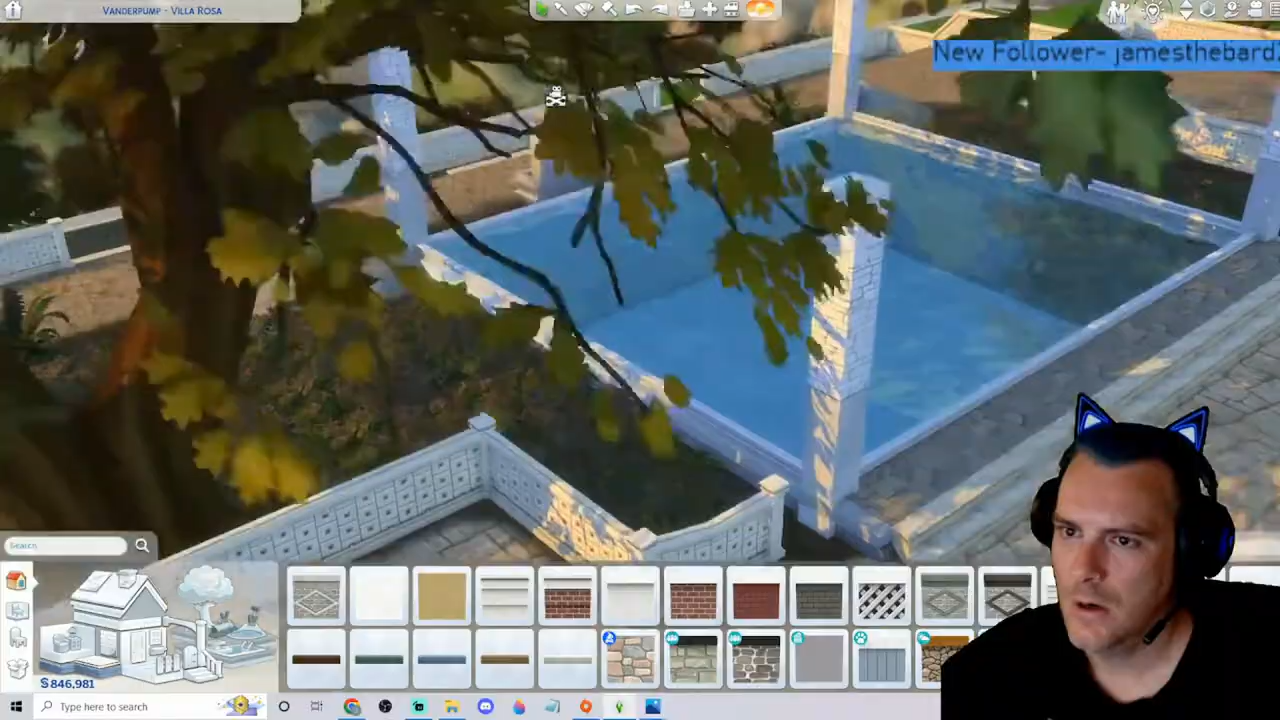 VANDERPUMP - VILLA ROSA
New Follower- jamesthebard
Search
$846,981
Type here to search